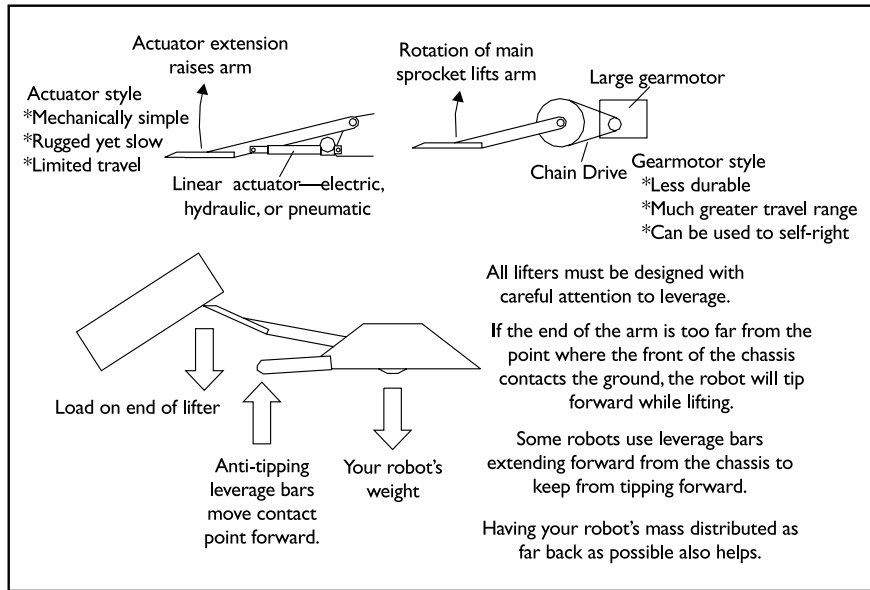 Actuator extension
raises arm
Actuator style
*Mechanically simple
*Rugged yet slow
*Limited travel
Linear actuator—electric,
hydraulic, or pneumatic
Rotation of main
sprocket lifts arm
Large gearmotor
Chain Drive
Gearmotor style
*Less durable
*Much greater travel range
*Can be used to self-right
Load on end of lifter
Anti-tipping
leverage bars
move contact
point forward.
Your robot's
weight
All lifters must be designed with
careful attention to leverage.
If the end of the arm is too far from the
point where the front of the chassis
contacts the ground, the robot will tip
forward while lifting.
Some robots use leverage bars
extending forward from the chassis to
keep from tipping forward.
Having your robot's mass distributed as
far back as possible also helps.